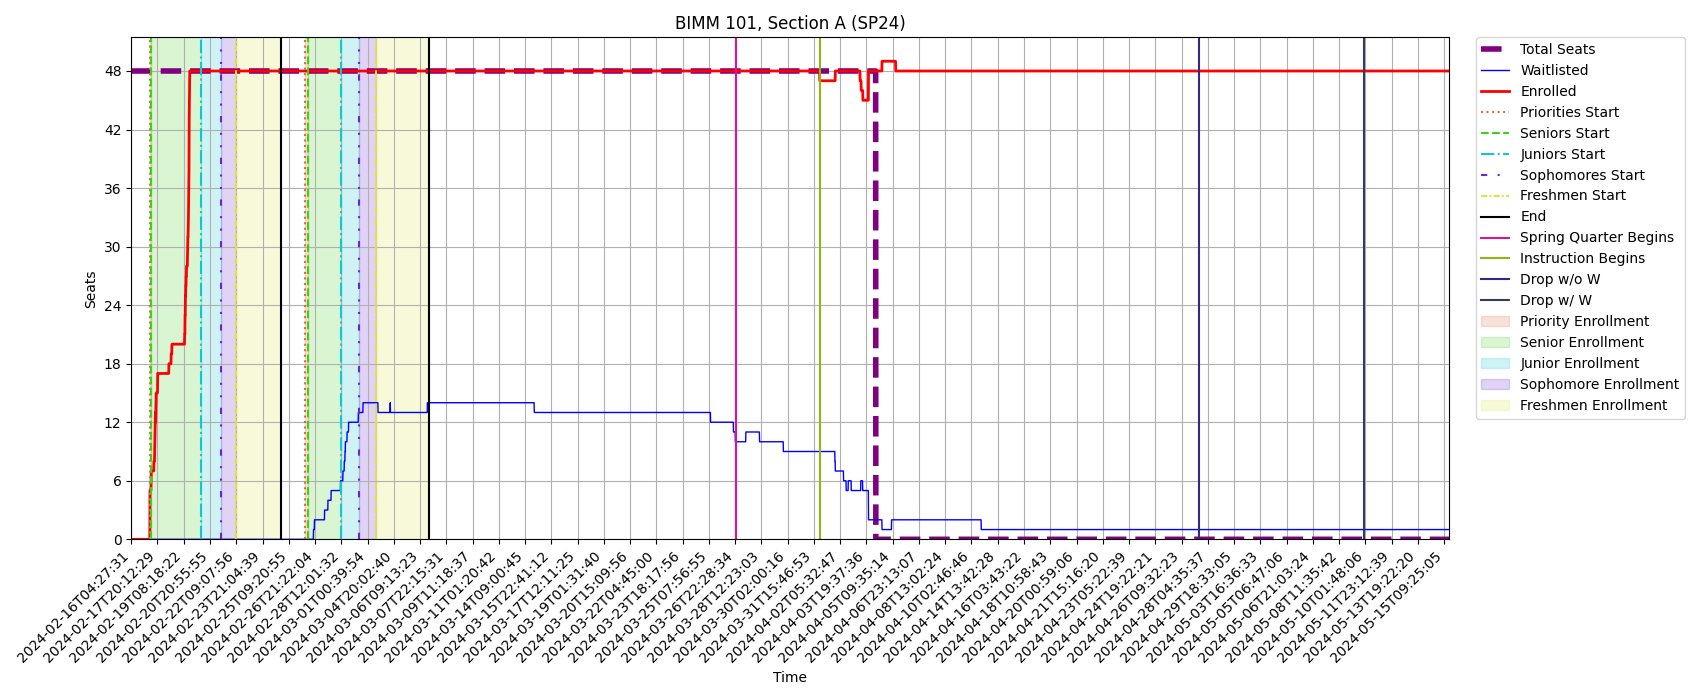 BIMM 101, Section A (SP24)
Seats
48
42
36
30
24
18
12
6
0
2024-02-16T04:27:31
2024-02-17T20:12:29
2024-02-19T08:18:22
2024-02-20T20:55:55
2024-02-22T09:07:56
2024-02-23T21:04:39
2024-02-25T09:20:55
2024-02-26T21:22:04
2024-02-28T12:01:32
2024-03-01T00:39:54
2024-03-04T02:02:40
2024-03-06T09:13:23
2024-03-07T22:15:31
2024-03-09T11:18:37
2024-03-11T01:20:42
2024-03-14T09:00:45
2024-03-15T22:41:12
2024-03-17T12:11:25
2024-03-19T01:31:40
2024-03-20T15:09:56
2024-03-22T04:45:00
2024-03-23T18:17:56
2024-03-25T07:56:55
2024-03-26T22:28:34
2024-03-28T12:23:03
2024-03-30T02:00:16
2024-03-31T15:46:53
2024-04-02T05:32:47
2024-04-03T19:37:36
2024-04-05T09:35:14
2024-04-06T23:13:07
2024-04-08T13:02:24
2024-04-10T02:46:46
2024-04-14T13:42:28
2024-04-16T03:43:22
2024-04-18T10:58:43
2024-04-20T00:59:06
2024-04-21T15:16:20
2024-04-23T05:22:39
2024-04-24T19:22:21
2024-04-26T09:32:23
2024-04-28T04:35:37
2024-04-29T18:33:05
2024-05-03T16:36:33
2024-05-05T06:47:06
2024-05-06T21:03:24
2024-05-08T11:35:42
2024-05-10T01:48:06
2024-05-11T23:12:39
2024-05-13T19:22:20
2024-05-15T09:25:05
Time
Total Seats
Waitlisted
Enrolled
Priorities Start
Seniors Start
Juniors Start
Sophomores Start
Freshmen Start
End
Spring Quarter Begins
Instruction Begins
Drop w/o W
Drop w/ W
Priority Enrollment
Senior Enrollment
Junior Enrollment
Sophomore Enrollment
Freshmen Enrollment